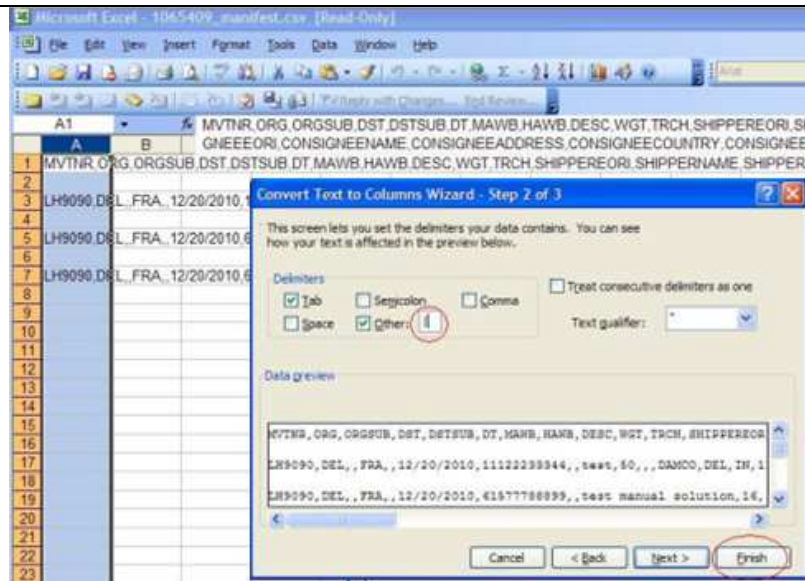 Microsoft Excel - 1065409_manifest.csv [Read-Only]
File Edit View Insert Format Tools Data Window Help
Reply with Changes... End Review...
Arial
A1 fx MVTNR,ORG,ORGSUB,DST,DSTSUB,DT,MAWB,HAWB,DESC,WGT,TRCH,SHIPPEREORI,S
GNEEEORI,CONSIGNEENAME,CONSIGNEEADDRESS,CONSIGNEECOUNTRY,CONSIGNEE
A B
1 MVTNR,ORG,ORGSUB,DST,DSTSUB,DT,MAWB,HAWB,DESC,WGT,TRCH,SHIPPEREORI,SHIPPERNAME,SHIPPER
2
3 LH9090,DEL,,FRA,,12/20/2010,1
4
5 LH9090,DEL,,FRA,,12/20/2010,6
6
7 LH9090,DEL,,FRA,,12/20/2010,6
8
9
10
11
12
13
14
15
16
17
18
19
20
21
22
23
Convert Text to Columns Wizard - Step 2 of 3
This screen lets you set the delimiters your data contains. You can see
how your text is affected in the preview below.
Delimiters
Tab Semicolon Comma
Space Other:
Treat consecutive delimiters as one
Text qualifier: "
Data preview
MVTNR,ORG,ORGSUB,DST,DSTSUB,DT,MAWB,HAWB,DESC,WGT,TRCH,SHIPPEREOR
LH9090,DEL,,FRA,,12/20/2010,11122233344,,test,50,,,DAMCO,DEL,IN,1
LH9090,DEL,,FRA,,12/20/2010,61577788899,,test manual solution,16,
Cancel < Back Next > Finish